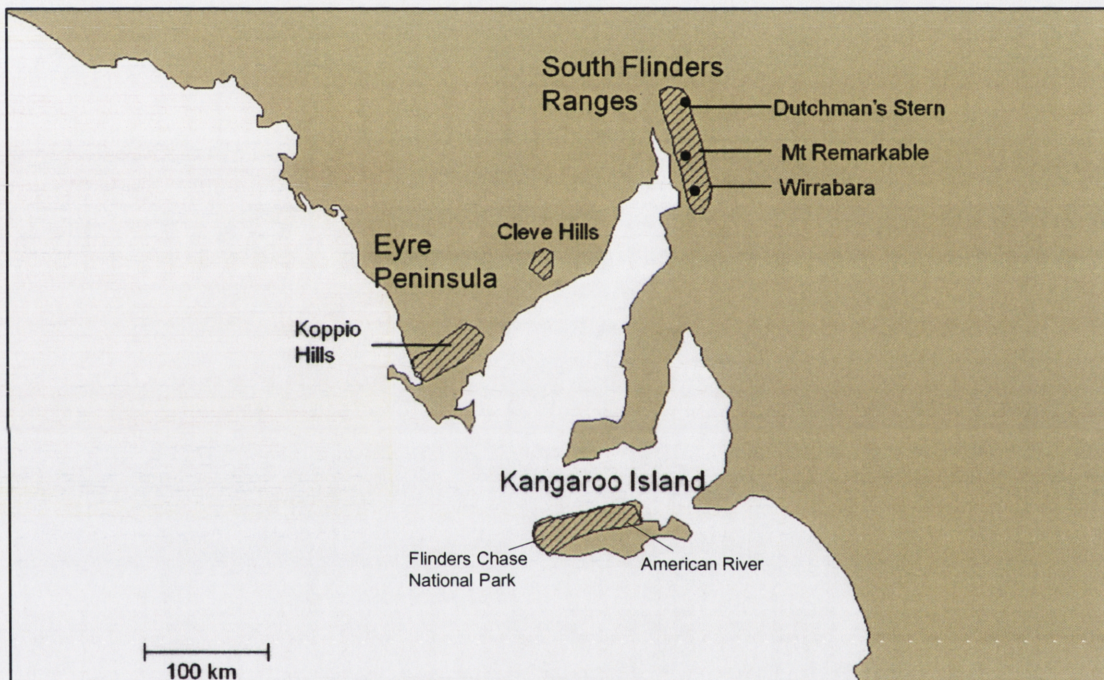 South Flinders
Ranges
Dutchman's Stern
Mt Remarkable
Wirrabara
Cleve Hills
Eyre
Peninsula
Koppio
Hills
Kangaroo Island
Flinders Chase
National Park
American River
100 km